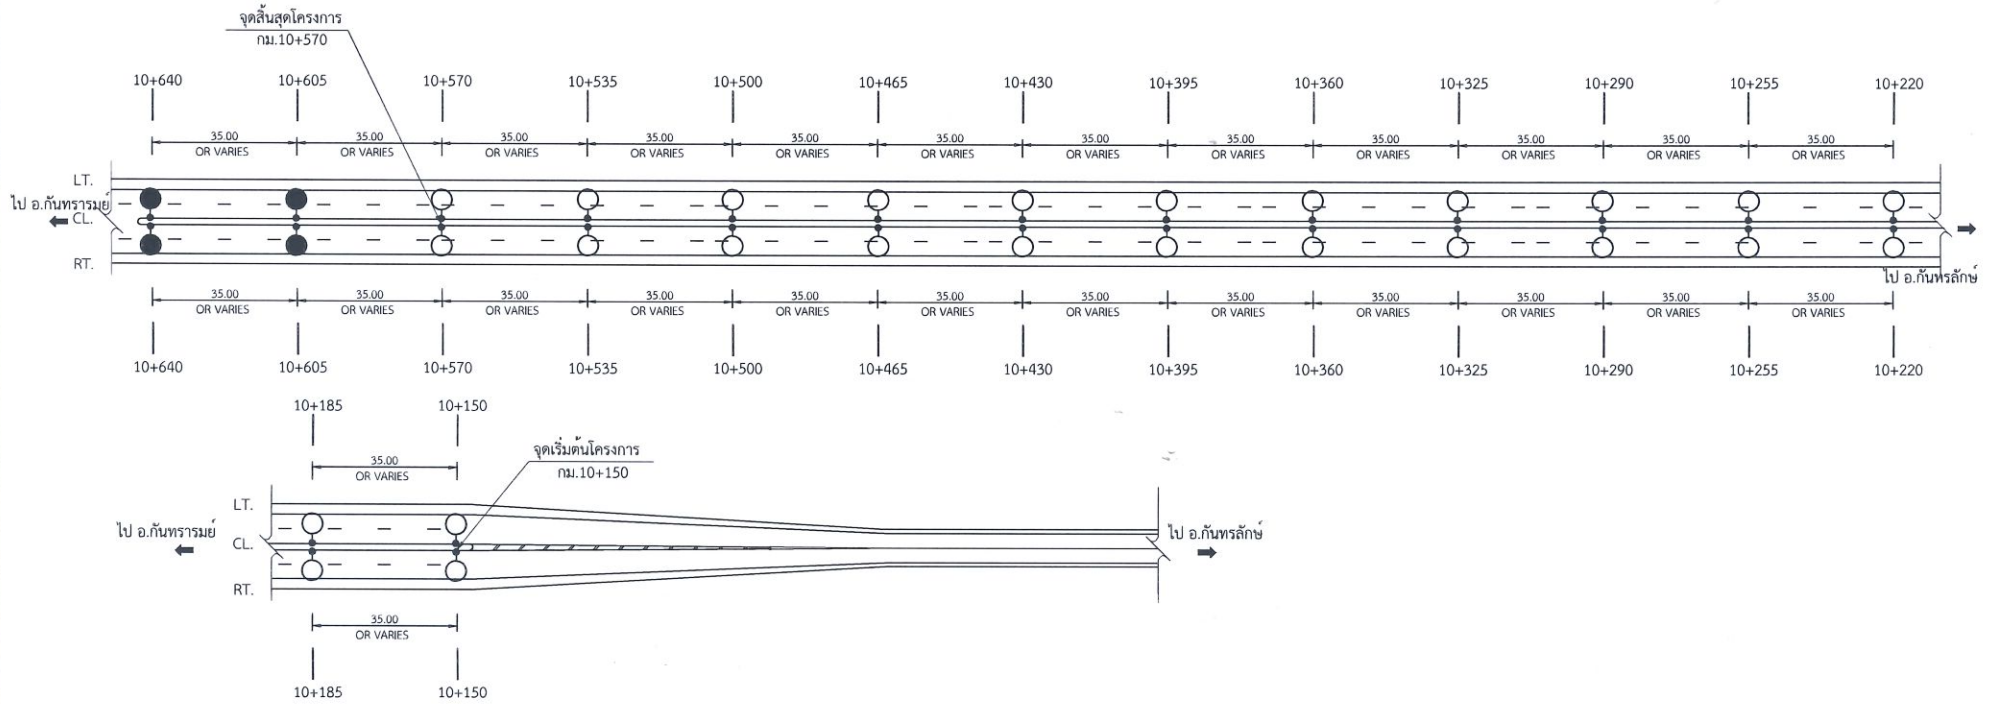 จุดสิ้นสุดโครงการ
กม.10+570
10+640 10+605 10+570 10+535 10+500 10+465 10+430 10+395 10+360 10+325 10+290 10+255 10+220
35.00 35.00 35.00 35.00 35.00 35.00 35.00 35.00 35.00 35.00 35.00 35.00
OR VARIES OR VARIES OR VARIES OR VARIES OR VARIES OR VARIES OR VARIES OR VARIES OR VARIES OR VARIES OR VARIES OR VARIES
LT.
ไป อ.กันทรารมย์
CL.
RT.
ไป อ.กันทรลักษ์
35.00 35.00 35.00 35.00 35.00 35.00 35.00 35.00 35.00 35.00 35.00 35.00
OR VARIES OR VARIES OR VARIES OR VARIES OR VARIES OR VARIES OR VARIES OR VARIES OR VARIES OR VARIES OR VARIES OR VARIES
10+640 10+605 10+570 10+535 10+500 10+465 10+430 10+395 10+360 10+325 10+290 10+255 10+220
10+185 10+150
จุดเริ่มต้นโครงการ
กม.10+150
35.00
OR VARIES
LT.
ไป อ.กันทรารมย์
ไป อ.กันทรลักษ์
CL.
RT.
35.00
OR VARIES
10+185 10+150